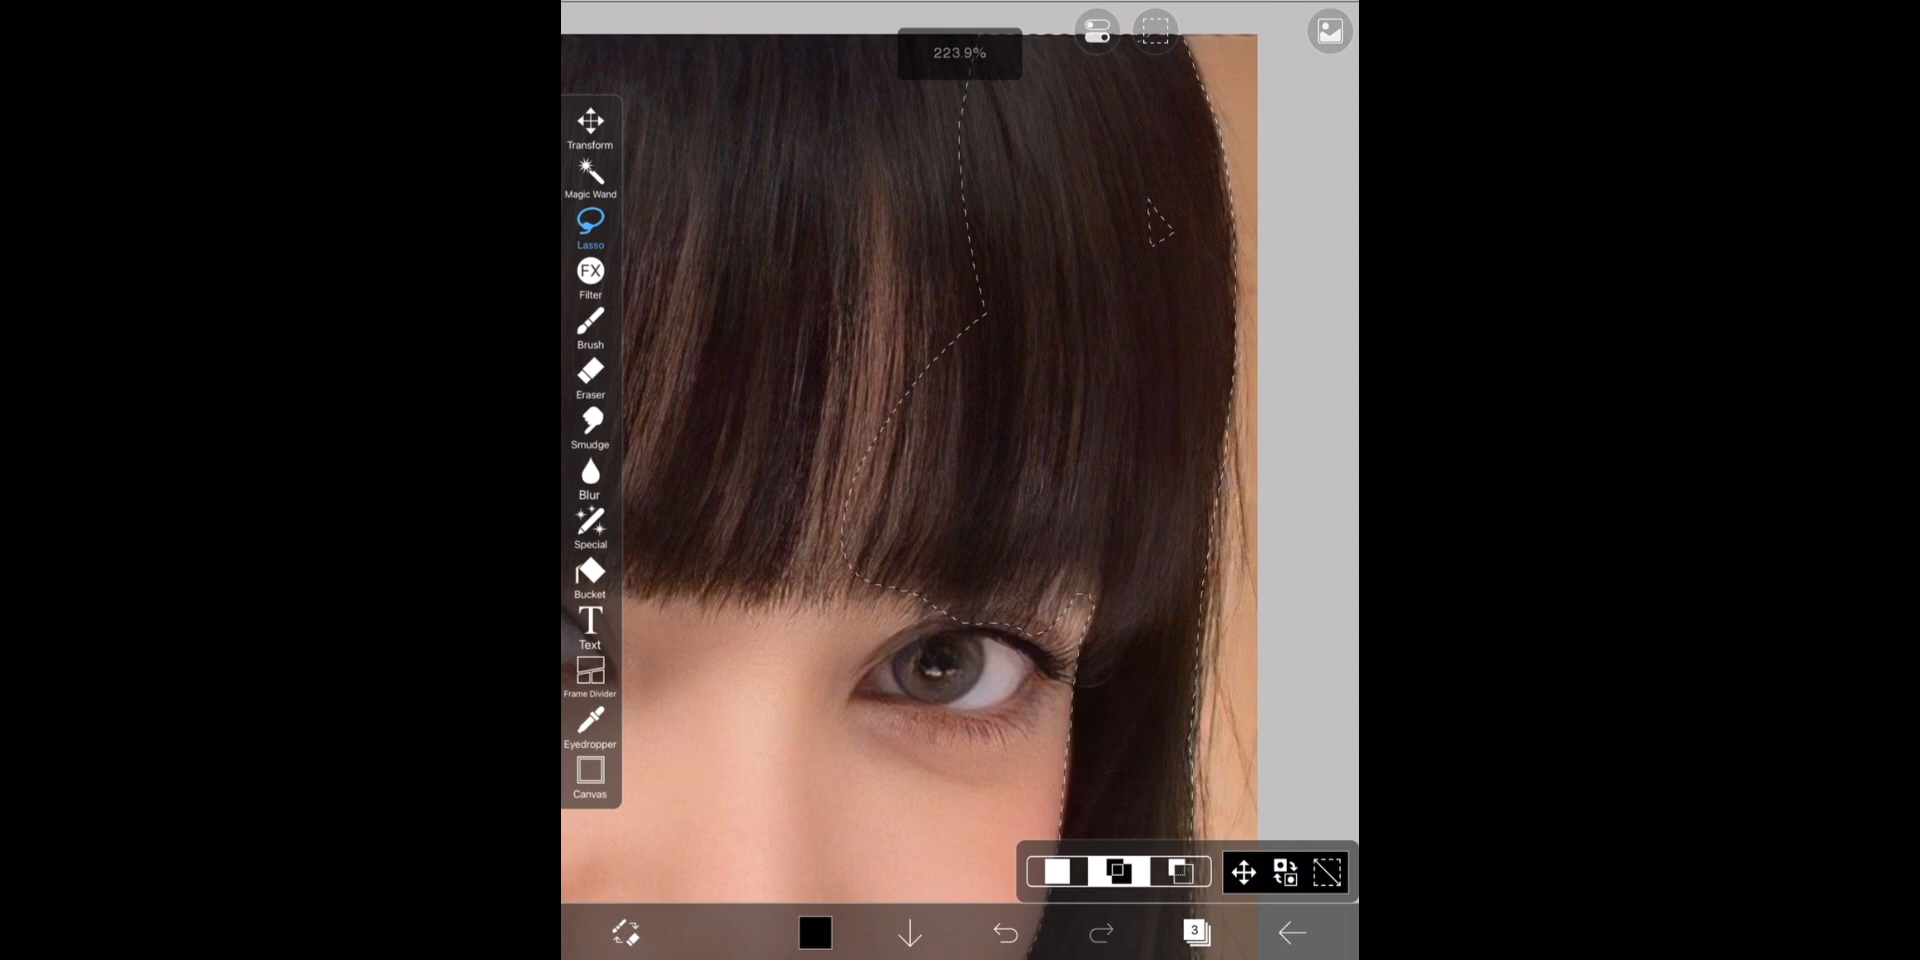 223.9%
Transform
Magic Wand
Lasso
FX
Filter
Brush
Eraser
Smudge
Blur
Special
Bucket
T
Text
Frame Divider
Eyedropper
Canvas
3